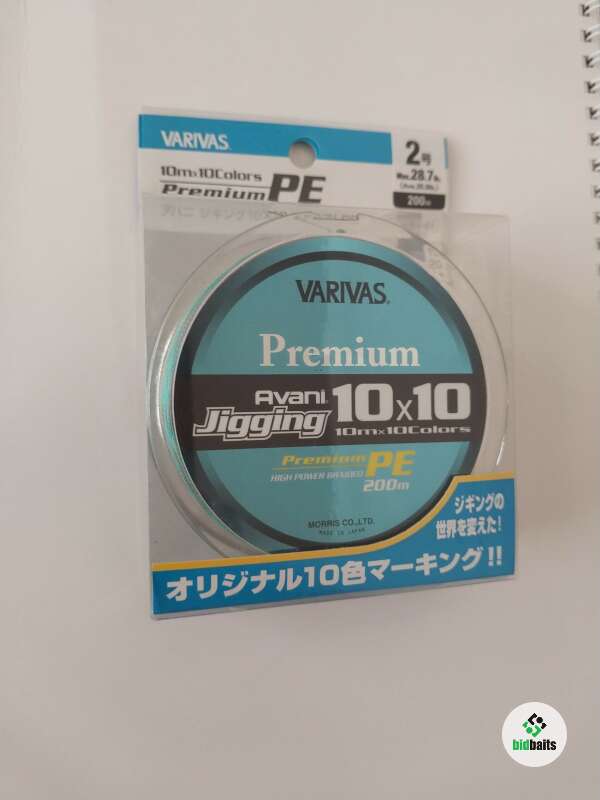 VARIVAS®
10m×10Colors
Premium PE
2号
Max.28.7lb.
200m
VARIVAS®
Premium
Avani®
Jigging 10×10
10m×10Colors
Premium PE
HIGH POWER BRAIDED
200m
MORRIS CO.,LTD.
MADE IN JAPAN
ジギングの
世界を変えた!
オリジナル10色マーキング!!
bidbaits